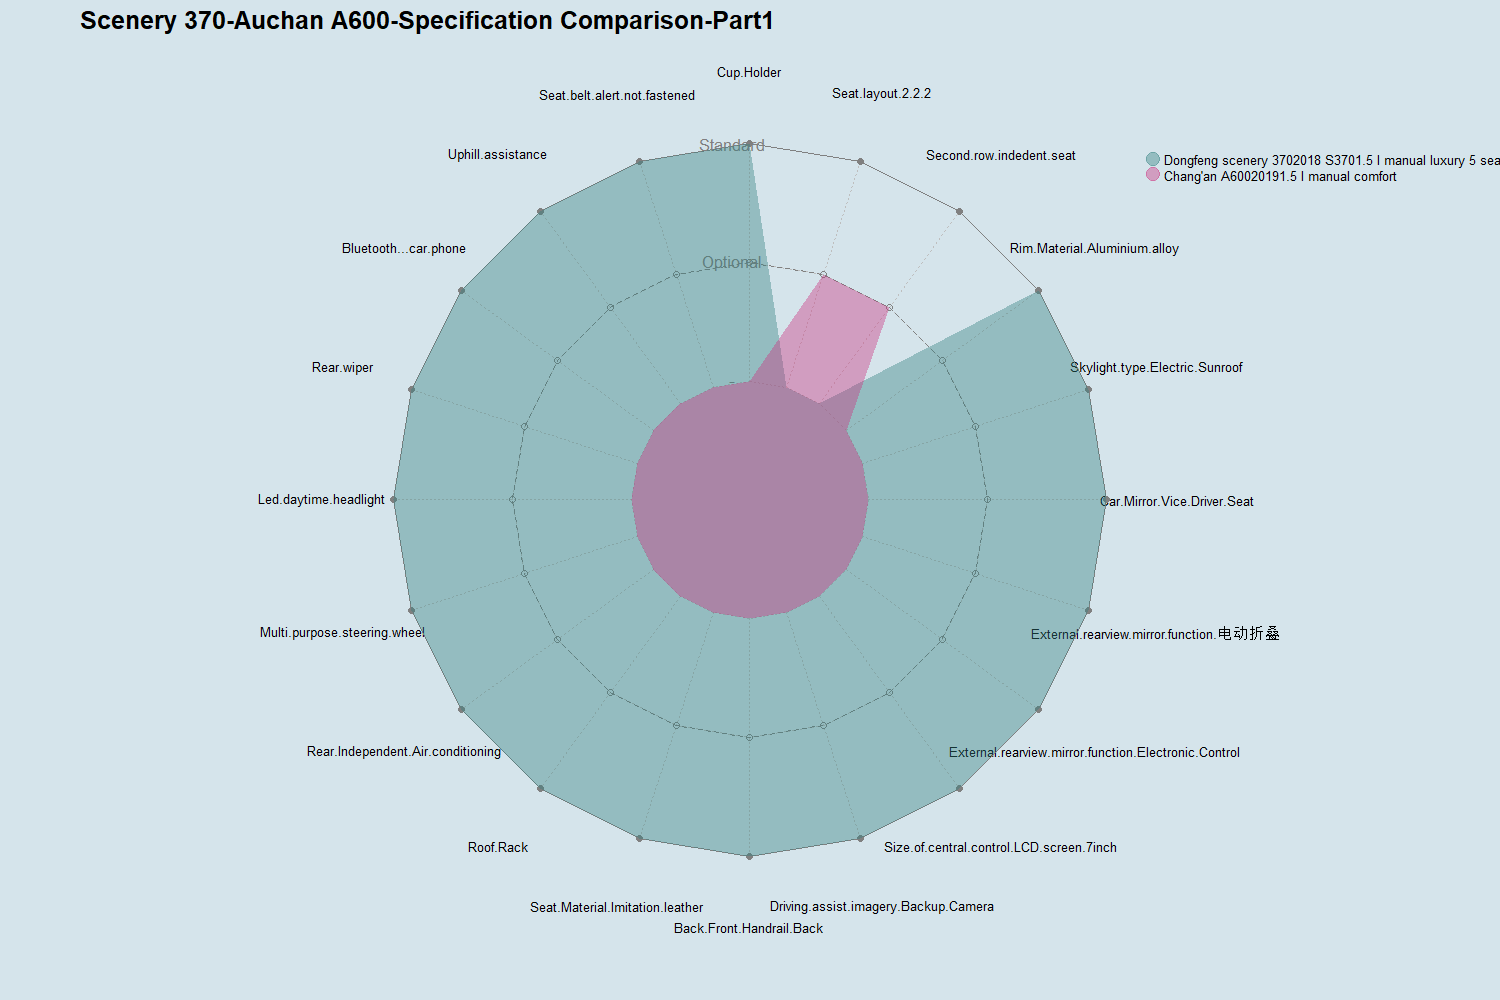 Scenery 370-Auchan A600-Specification Comparison-Part1
Cup.Holder
Seat.belt.alert.not.fastened
Seat.layout.2.2.2
Standard
Uphill.assistance
Second.row.indedent.seat
Dongfeng scenery 3702018 S3701.5 l manual luxury 5 sea
Chang'an A60020191.5 l manual comfort
Bluetooth...car.phone
Rim.Material.Aluminium.alloy
Optional
Rear.wiper
Skylight.type.Electric.Sunroof
-
Led.daytime.headlight
Car.Mirror.Vice.Driver.Seat
Multi.purpose.steering.wheel
External.rearview.mirror.function.电动折叠
Rear.Independent.Air.conditioning
External.rearview.mirror.function.Electronic.Control
Roof.Rack
Size.of.central.control.LCD.screen.7inch
Seat.Material.Imitation.leather
Driving.assist.imagery.Backup.Camera
Back.Front.Handrail.Back